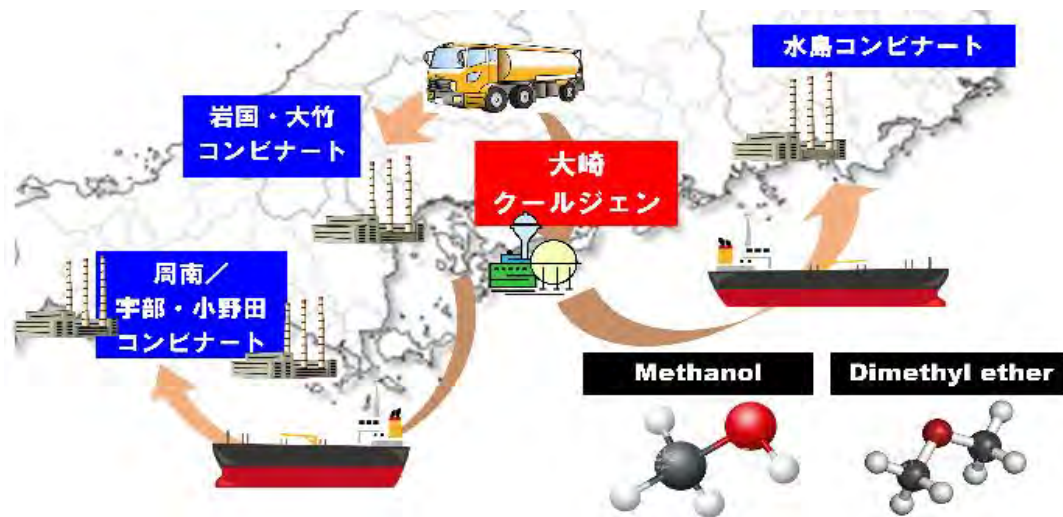 水島コンビナート
岩国・大竹
コンビナート
大崎
クールジェン
周南／
宇部・小野田
コンビナート
Methanol
Dimethyl ether